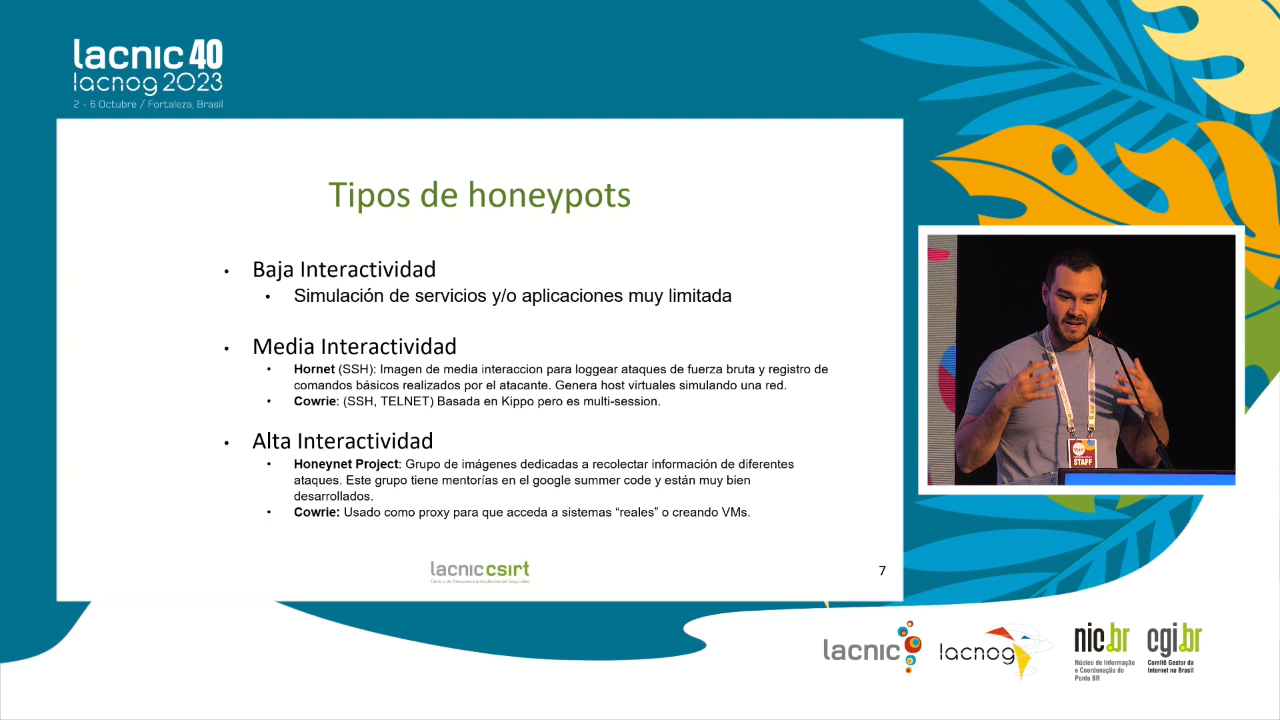 lacnic 40
lacnog 2023
2 - 6 Octubre / Fortaleza, Brasil
Tipos de honeypots
• Baja Interactividad
• Simulación de servicios y/o aplicaciones muy limitada
• Media Interactividad
• Hornet (SSH): Imagen de media interaccion para loggear ataques de fuerza bruta y registro de
comandos básicos realizados por el atacante. Genera host virtuales simulando una red.
• Cowrie: (SSH, TELNET) Basada en Kippo pero es multi-session.
• Alta Interactividad
• Honeynet Project: Grupo de imágenes dedicadas a recolectar información de diferentes
ataques. Este grupo tiene mentorías en el google summer code y están muy bien
desarrollados.
• Cowrie: Usado como proxy para que acceda a sistemas “reales” o creando VMs.
lacnic csirt
Centro de Respuesta a Incidentes de Seguridad
7
STAFF
lacnic
lacnog
nic.br
Núcleo de Informação
e Coordenação do
Ponto BR
cgi.br
Comitê Gestor da
Internet no Brasil